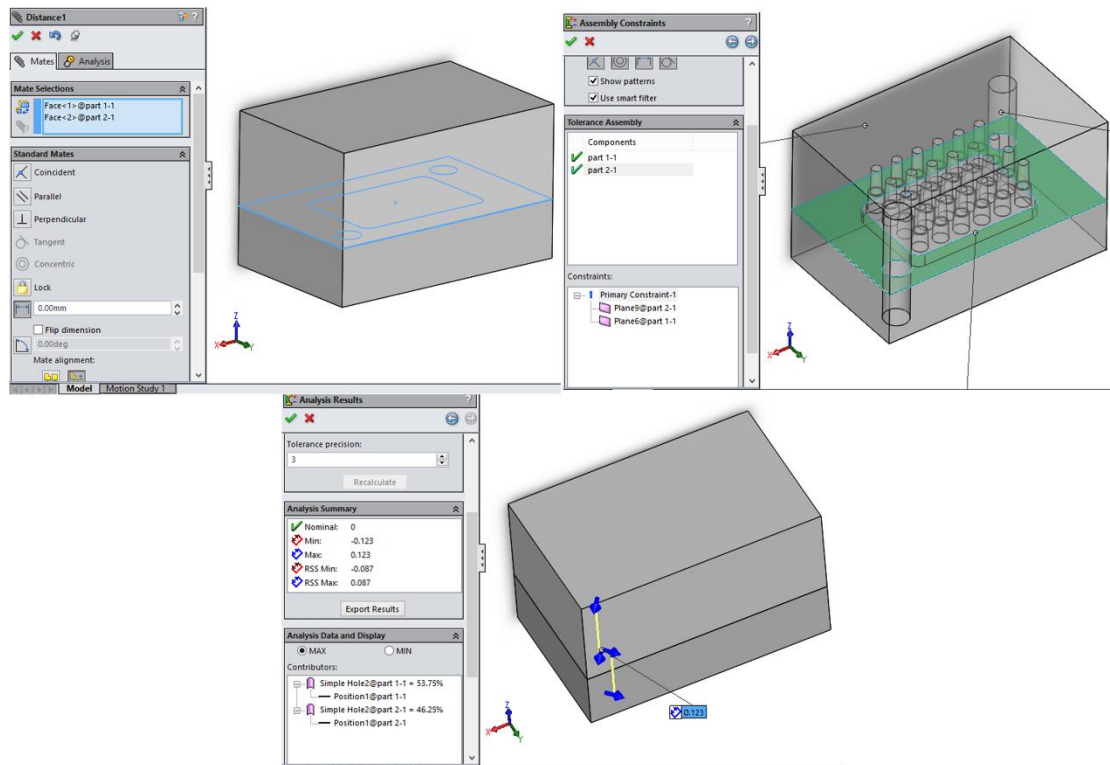 Distance1
?
Mates
Analysis
Mate Selections
Face<1>@part 1-1
Face<2>@part 2-1
Standard Mates
Coincident
Parallel
Perpendicular
Tangent
Concentric
Lock
0.00mm
Flip dimension
0.00deg
Mate alignment:
Model
Motion Study 1
Z
X
Y
Assembly Constraints
?
Show patterns
Use smart filter
Tolerance Assembly
Components
part 1-1
part 2-1
Constraints:
1 Primary Constraint-1
Plane9@part 2-1
Plane6@part 1-1
Z
X
Y
Analysis Results
?
Tolerance precision:
3
Recalculate
Analysis Summary
Nominal: 0
Min: -0.123
Max: 0.123
RSS Min: -0.087
RSS Max: 0.087
Export Results
Analysis Data and Display
MAX MIN
Contributors:
Simple Hole2@part 1-1 = 53.75%
Position1@part 1-1
Simple Hole2@part 2-1 = 46.25%
Position1@part 2-1
Z
X
Y
0.123